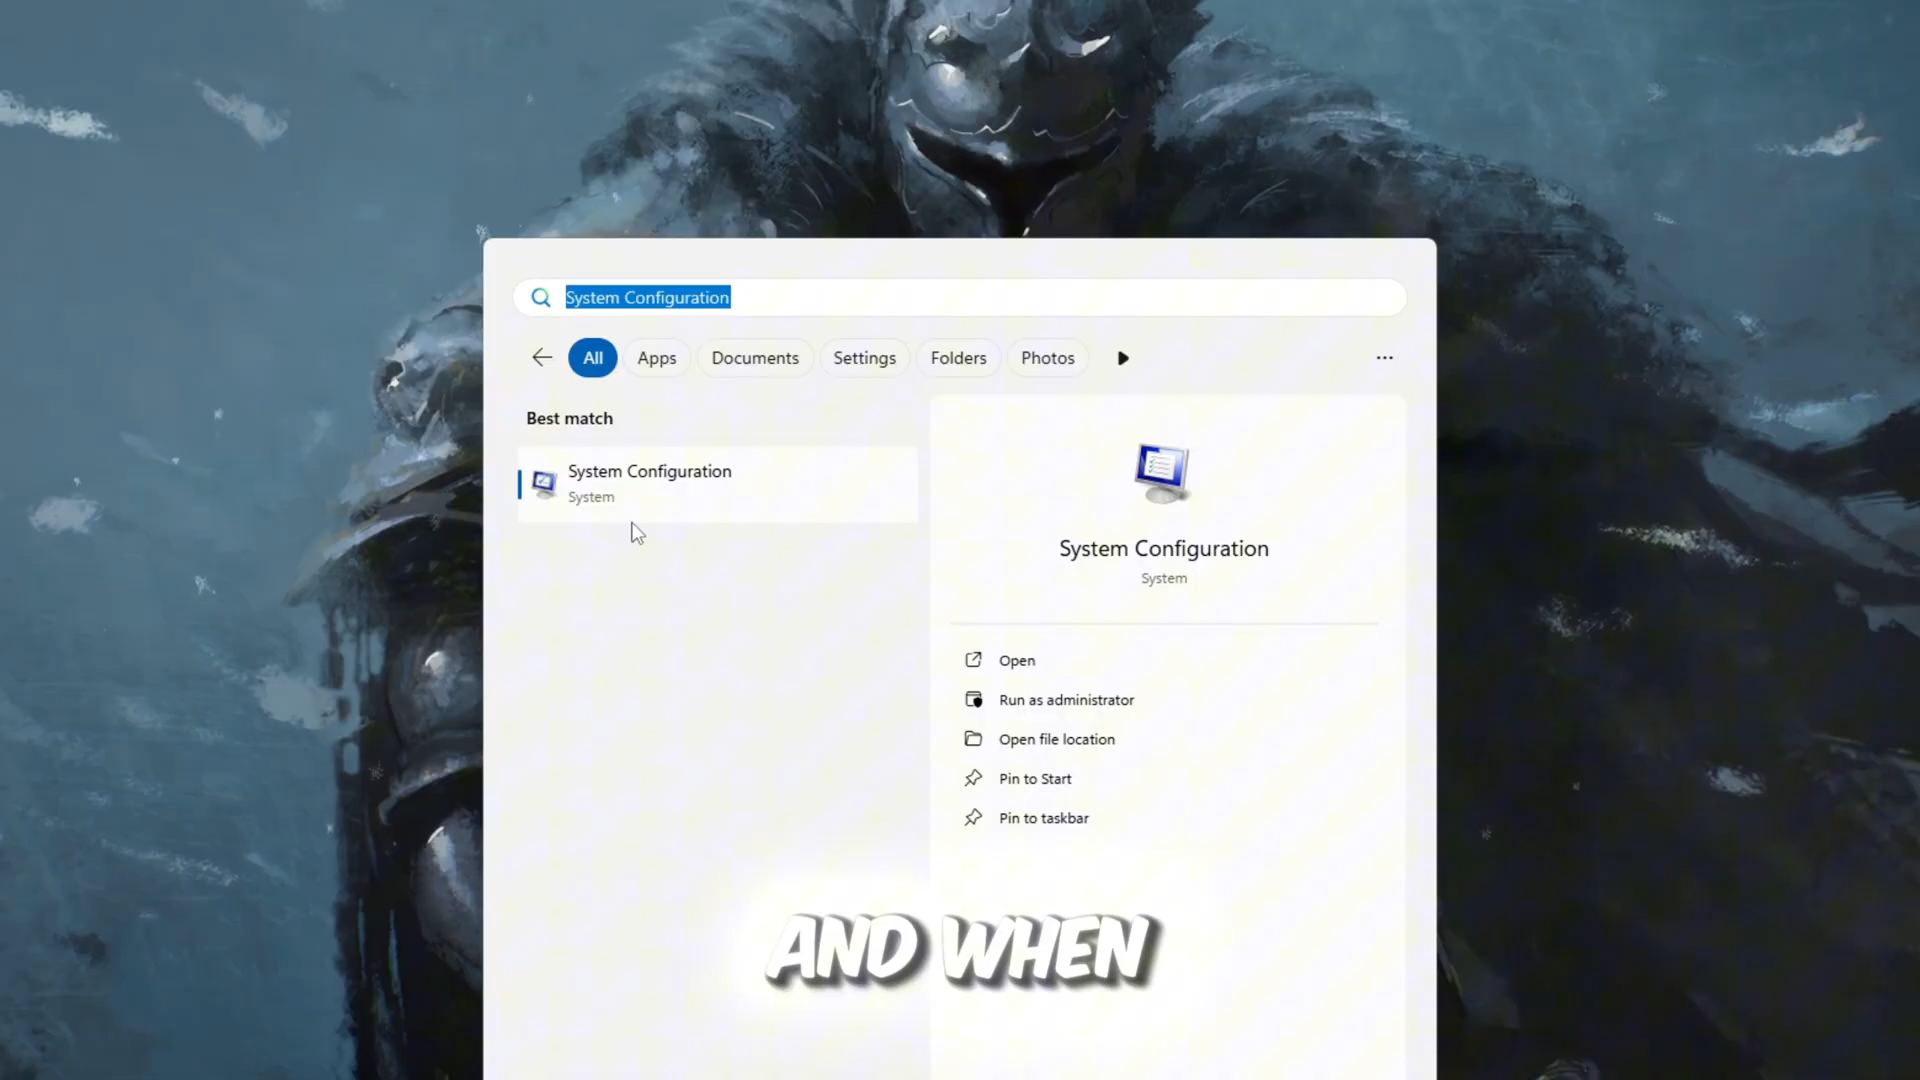 System Configuration
All Apps Documents Settings Folders Photos
Best match
System Configuration
System
System Configuration
System
Open
Run as administrator
Open file location
Pin to Start
Pin to taskbar
AND WHEN